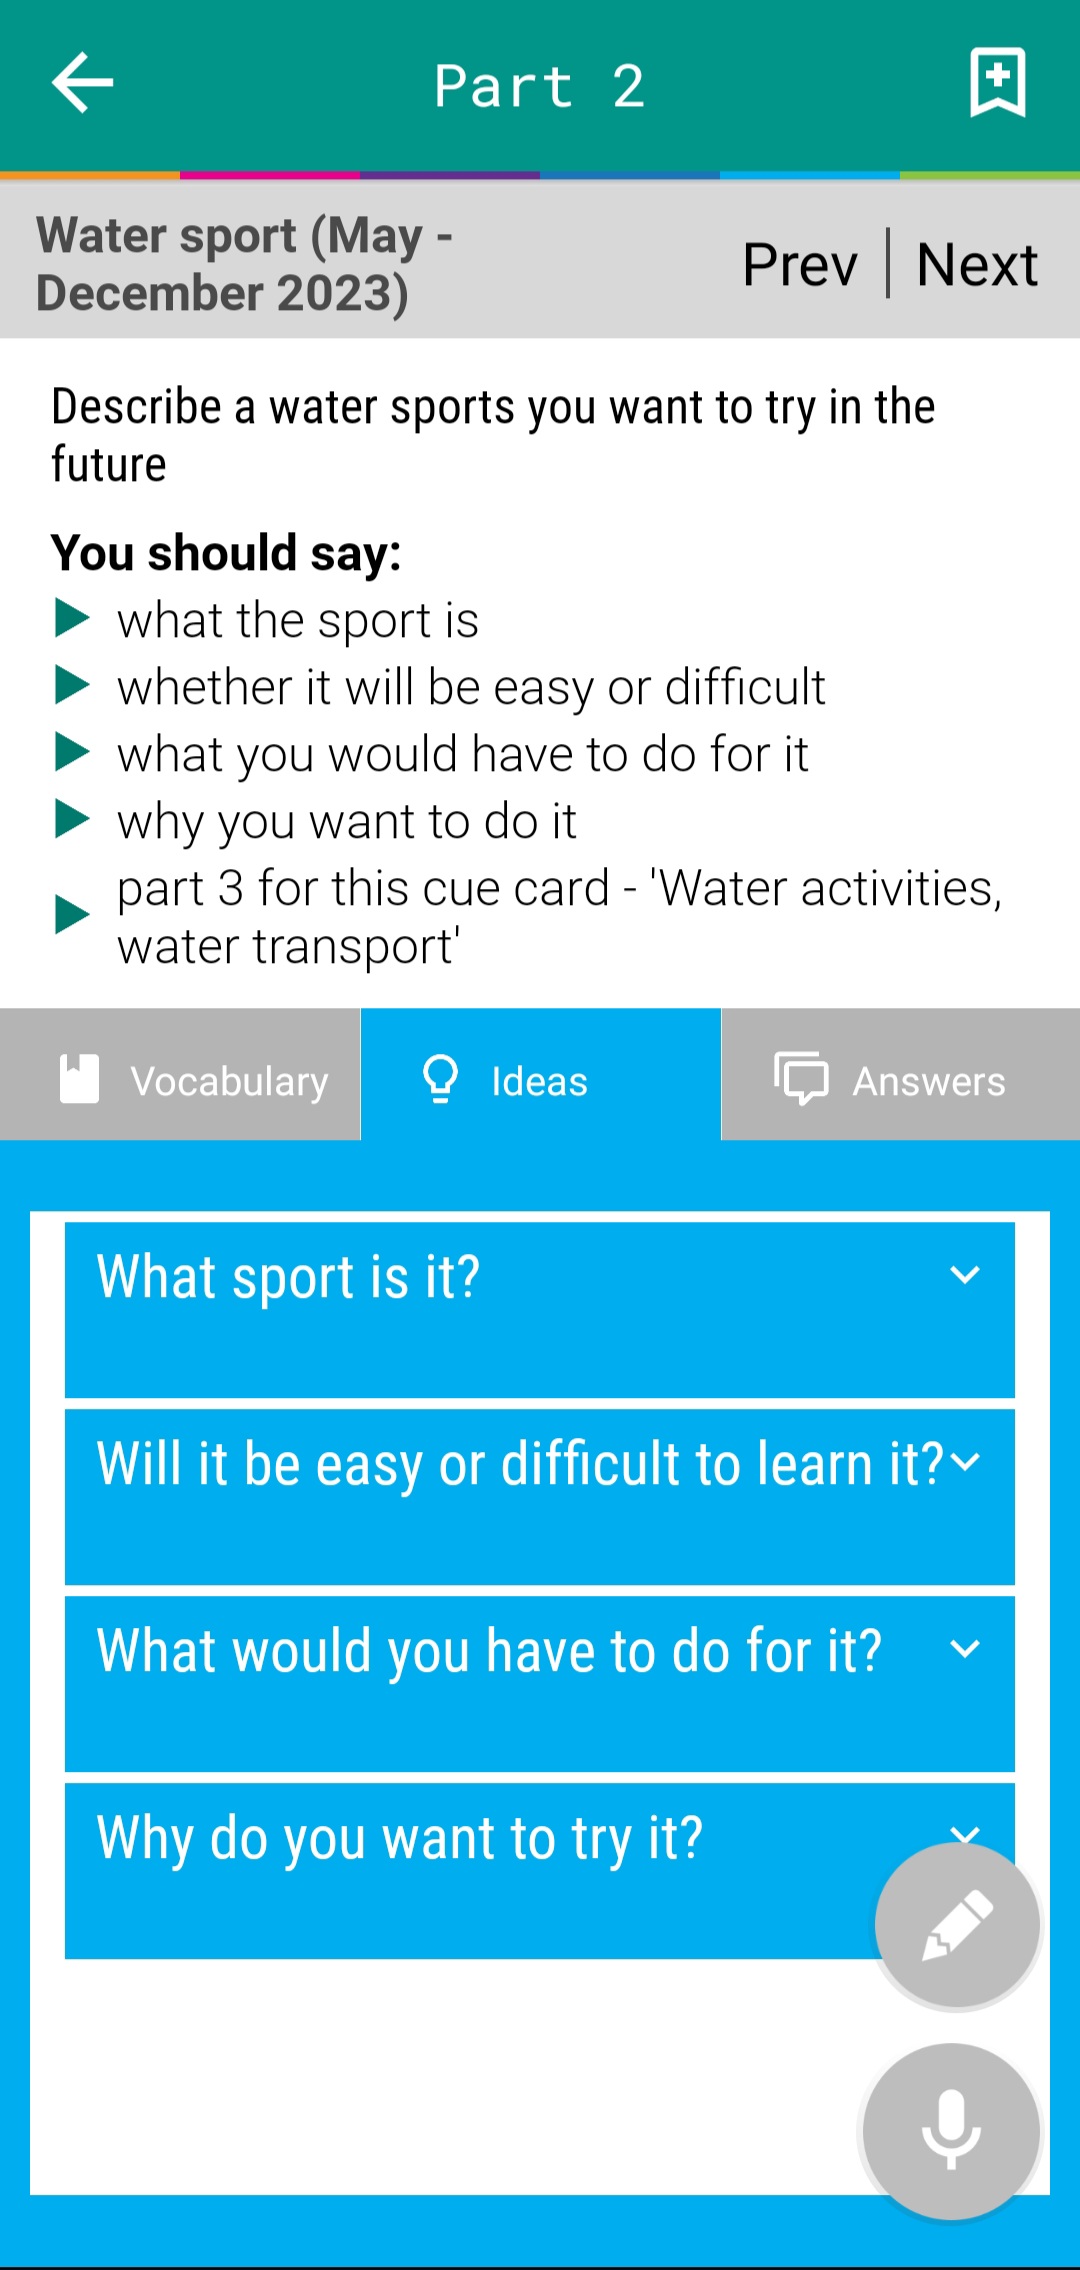 Part 2
Water sport (May -
December 2023)
Prev | Next
Describe a water sports you want to try in the
future
You should say:
what the sport is
whether it will be easy or difficult
what you would have to do for it
why you want to do it
part 3 for this cue card - 'Water activities,
water transport'
Vocabulary
Ideas
Answers
What sport is it?
Will it be easy or difficult to learn it?
What would you have to do for it?
Why do you want to try it?